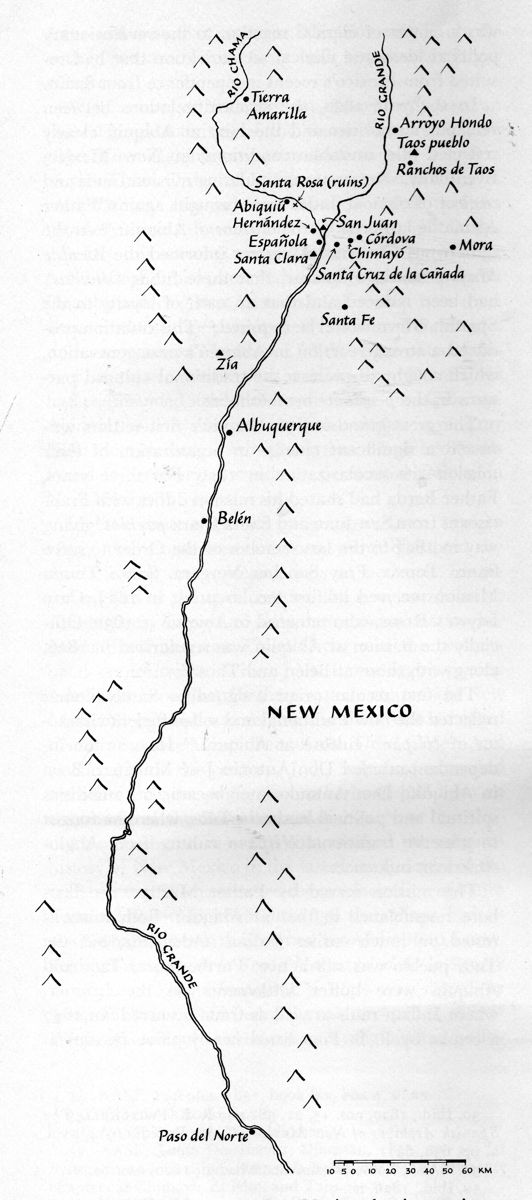 RIO CHAMA
RIO GRANDE
Tierra
Amarilla
Arroyo Hondo
Taos pueblo
Ranchos de Taos
Santa Rosa (ruins)
Abiquiú
Hernández
San Juan
Española
Córdova
Mora
Santa Clara
Chimayó
Santa Cruz de la Cañada
Santa Fe
Zía
Albuquerque
Belén
NEW MEXICO
RIO GRANDE
Paso del Norte
10 5 0 10 20 30 40 50 60 KM